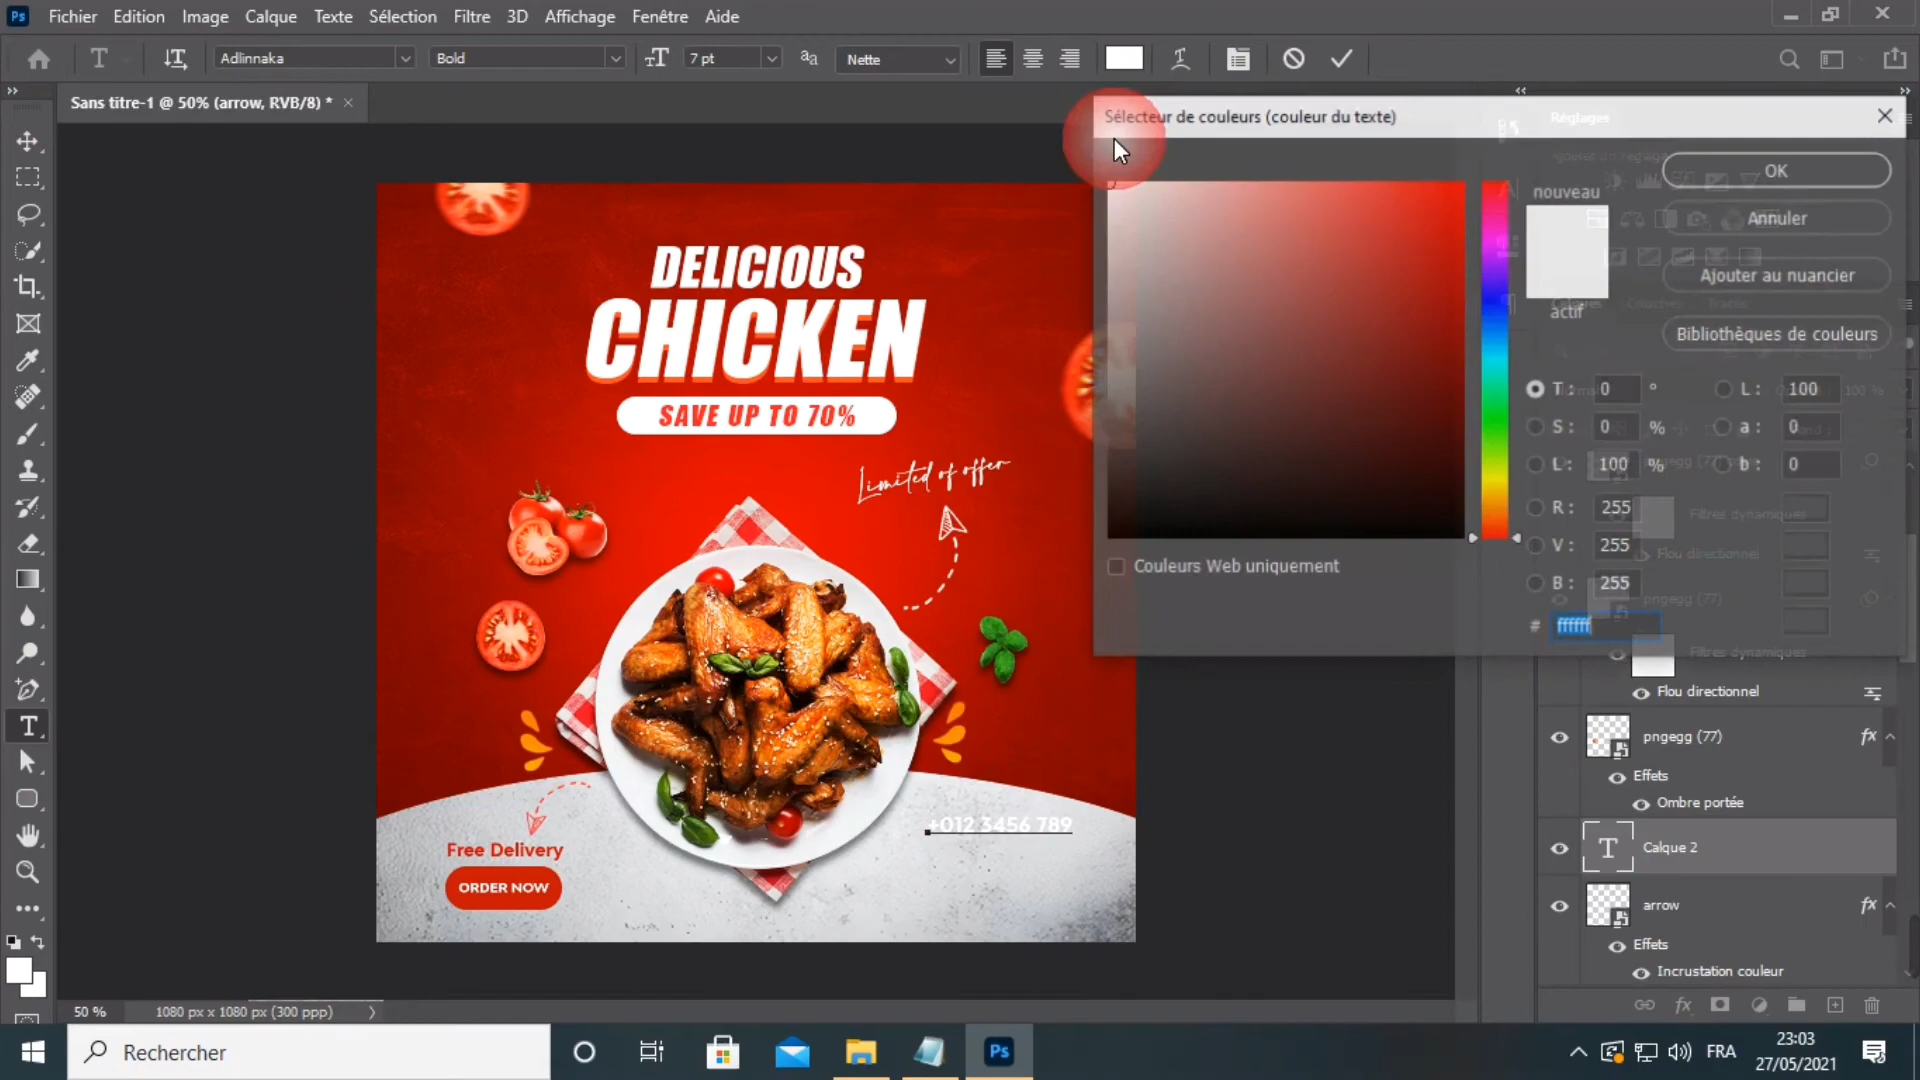 Ps Fichier Edition Image Calque Texte Sélection Filtre 3D Affichage Fenêtre Aide
T Adlinnaka Bold 7 pt Nette
Sans titre-1 @ 50% (arrow, RVB/8) *
Sélecteur de couleurs (couleur du texte)
Réglages
OK
nouveau
Annuler
Ajouter au nuancier
actif
Bibliothèques de couleurs
T : 0 ° L : 100
S : 0 % a : 0
L : 100 % b : 0
R : 255
V : 255
B : 255
# ffffff
Couleurs Web uniquement
DELICIOUS
CHICKEN
SAVE UP TO 70%
Limited of offer
+012 3456 789
Free Delivery
ORDER NOW
Filtres dynamiques
Flou directionnel
pngegg (77)
Filtres dynamiques
Flou directionnel
pngegg (77) fx
Effets
Ombre portée
T Calque 2
arrow fx
Effets
Incrustation couleur
50 % 1080 px x 1080 px (300 ppp)
Rechercher
Ps
FRA
23:03
27/05/2021